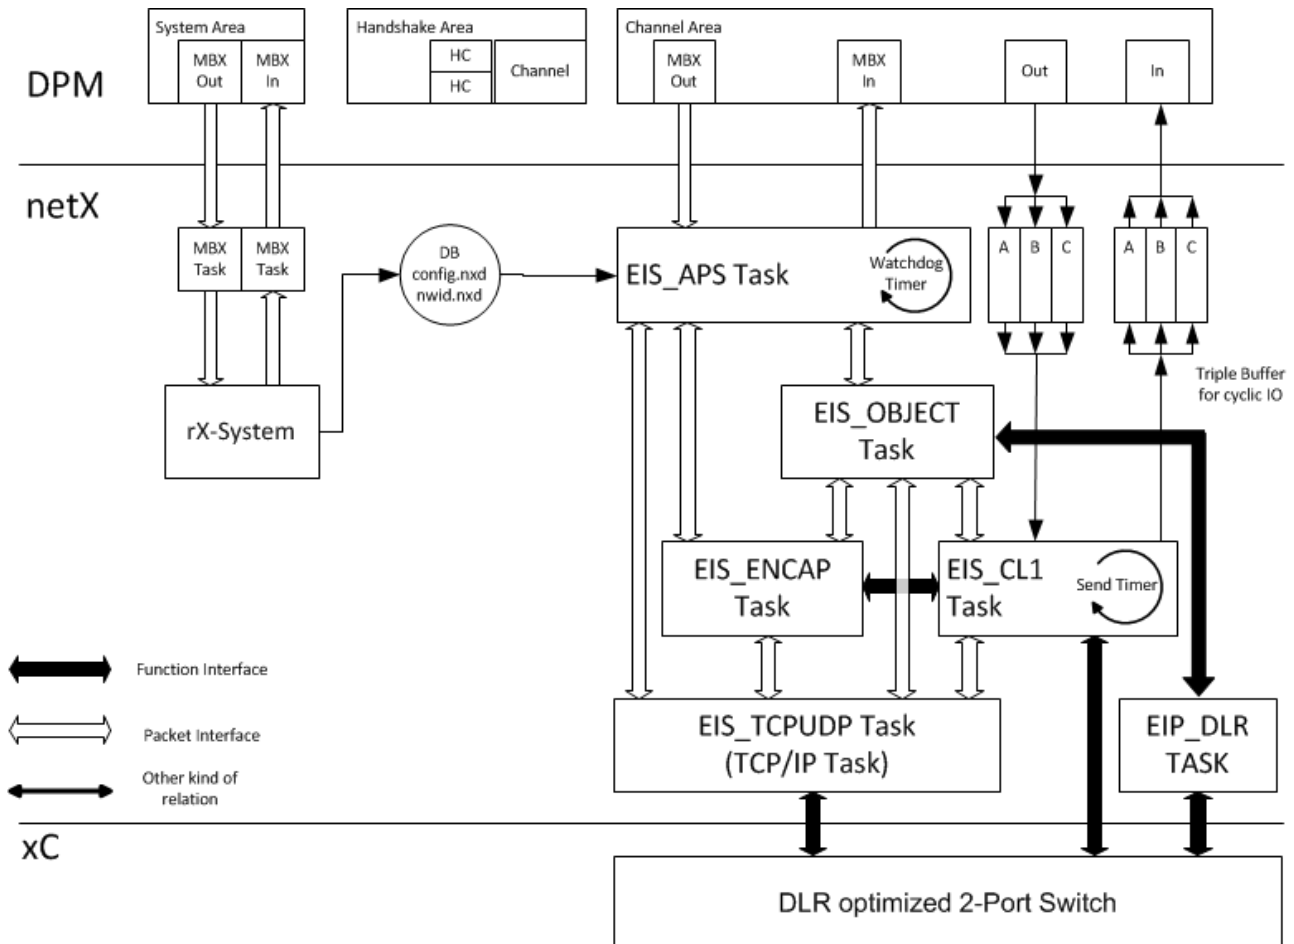 System Area
MBX
Out
MBX
In
Handshake Area
HC
HC
Channel
Channel Area
MBX
Out
MBX
In
Out
In
DPM
netX
MBX
Task
MBX
Task
DB
config.nxd
nwid.nxd
EIS_APS Task
Watchdog
Timer
A
B
C
A
B
C
Triple Buffer
for cyclic IO
rX-System
EIS_OBJECT
Task
EIS_ENCAP
Task
EIS_CL1
Task
Send Timer
Function Interface
Packet Interface
Other kind of
relation
EIS_TCPUDP Task
(TCP/IP Task)
EIP_DLR
TASK
xC
DLR optimized 2-Port Switch